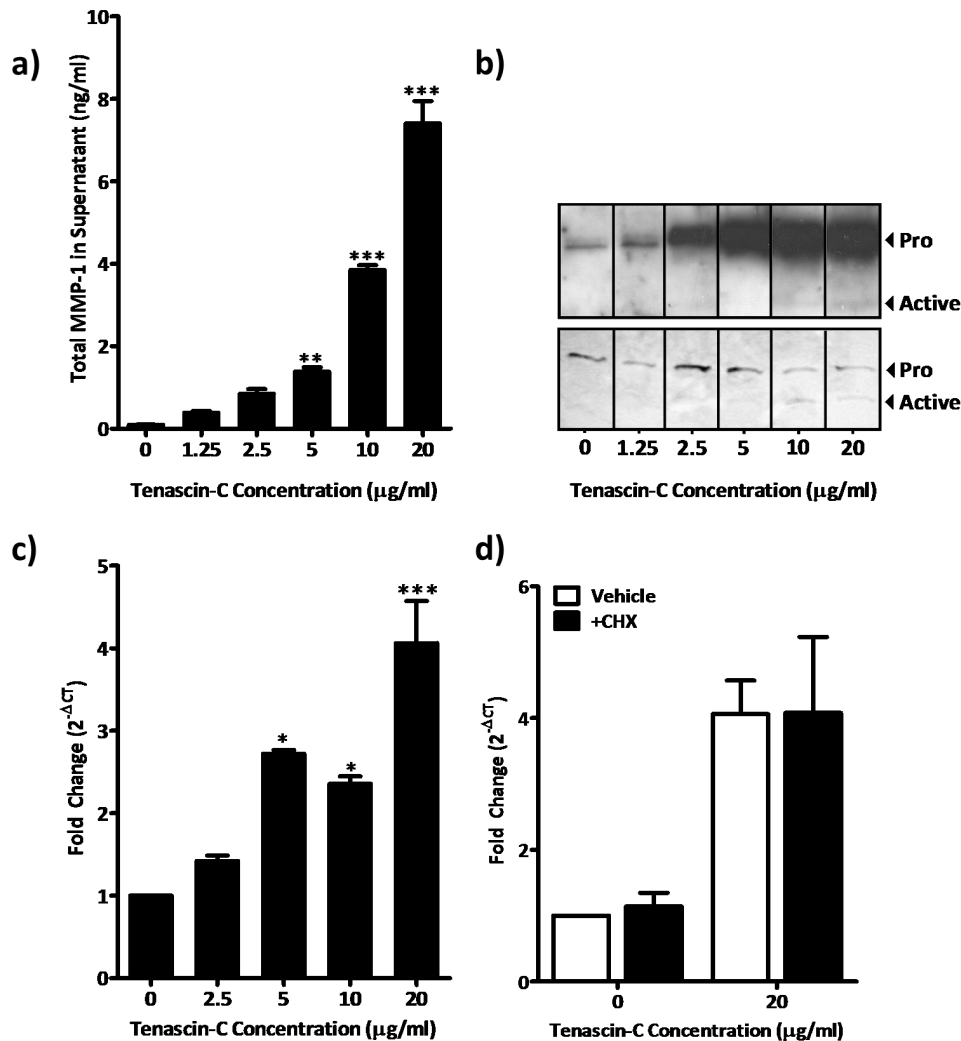 a)
Total MMP-1 in Supernatant (ng/ml)
10
8
6
4
2
0
**
***
***
0 1.25 2.5 5 10 20
Tenascin-C Concentration (μg/ml)
b)
Pro
Active
Pro
Active
0 1.25 2.5 5 10 20
Tenascin-C Concentration (μg/ml)
c)
Fold Change (2^-ΔCT)
5
4
3
2
1
0
*
*
***
0 2.5 5 10 20
Tenascin-C Concentration (μg/ml)
d)
Fold Change (2^-ΔCT)
6
4
2
0
Vehicle
+CHX
0 20
Tenascin-C Concentration (μg/ml)